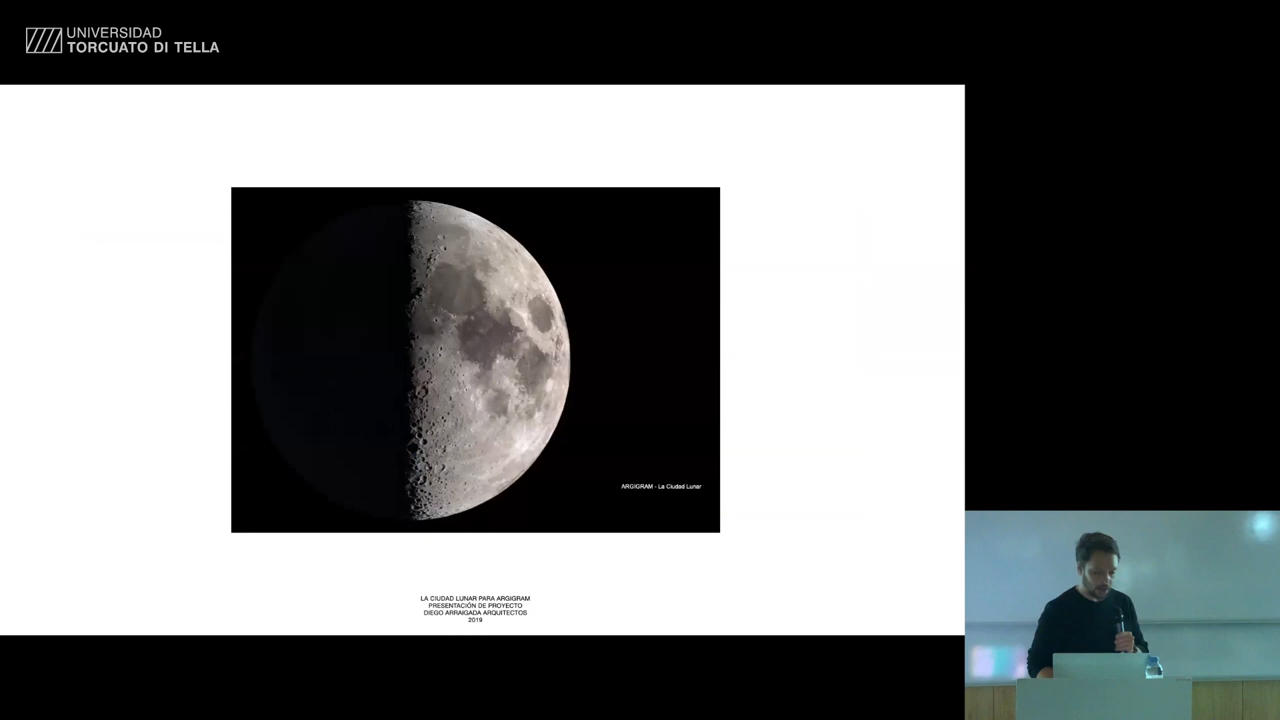 UNIVERSIDAD
TORCUATO DI TELLA
ARGIGRAM - La Ciudad Lunar
LA CIUDAD LUNAR PARA ARGIGRAM
PRESENTACIÓN DE PROYECTO
DIEGO ARRAIGADA ARQUITECTOS
2019